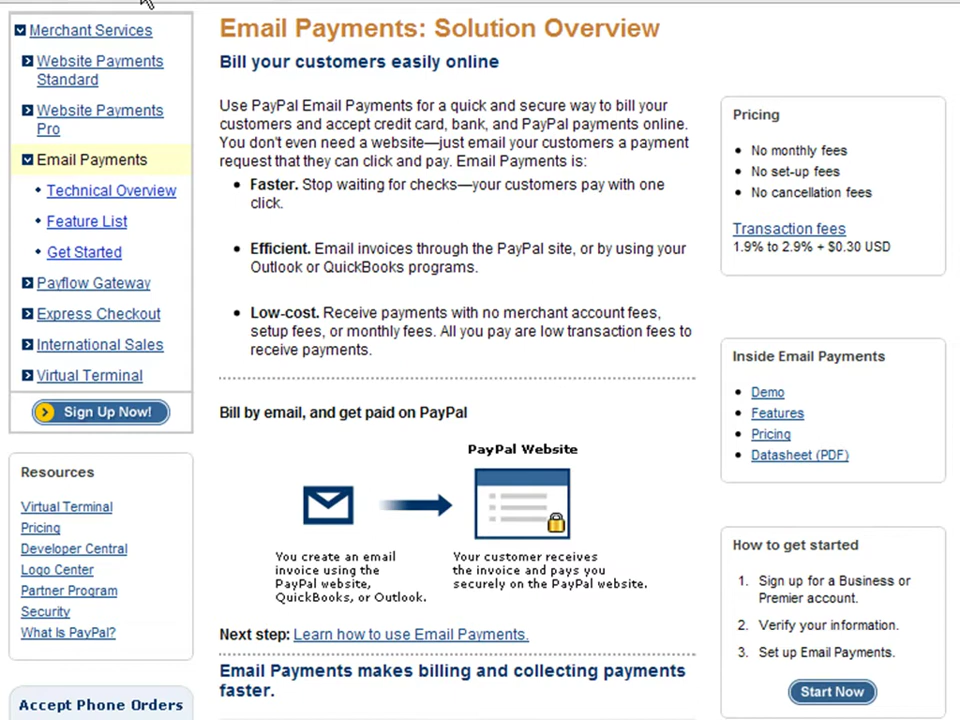 Merchant Services
Website Payments
Standard
Website Payments
Pro
Email Payments
Technical Overview
Feature List
Get Started
Payflow Gateway
Express Checkout
International Sales
Virtual Terminal
Sign Up Now!
Resources
Virtual Terminal
Pricing
Developer Central
Logo Center
Partner Program
Security
What Is PayPal?
Accept Phone Orders
Email Payments: Solution Overview
Bill your customers easily online
Use PayPal Email Payments for a quick and secure way to bill your
customers and accept credit card, bank, and PayPal payments online.
You don't even need a website—just email your customers a payment
request that they can click and pay. Email Payments is:
• Faster. Stop waiting for checks—your customers pay with one
click.
• Efficient. Email invoices through the PayPal site, or by using your
Outlook or QuickBooks programs.
• Low-cost. Receive payments with no merchant account fees,
setup fees, or monthly fees. All you pay are low transaction fees to
receive payments.
Bill by email, and get paid on PayPal
PayPal Website
You create an email
invoice using the
PayPal website,
QuickBooks, or Outlook.
Your customer receives
the invoice and pays you
securely on the PayPal website.
Next step: Learn how to use Email Payments.
Email Payments makes billing and collecting payments
faster.
Pricing
• No monthly fees
• No set-up fees
• No cancellation fees
Transaction fees
1.9% to 2.9% + $0.30 USD
Inside Email Payments
• Demo
• Features
• Pricing
• Datasheet (PDF)
How to get started
1. Sign up for a Business or
Premier account.
2. Verify your information.
3. Set up Email Payments.
Start Now